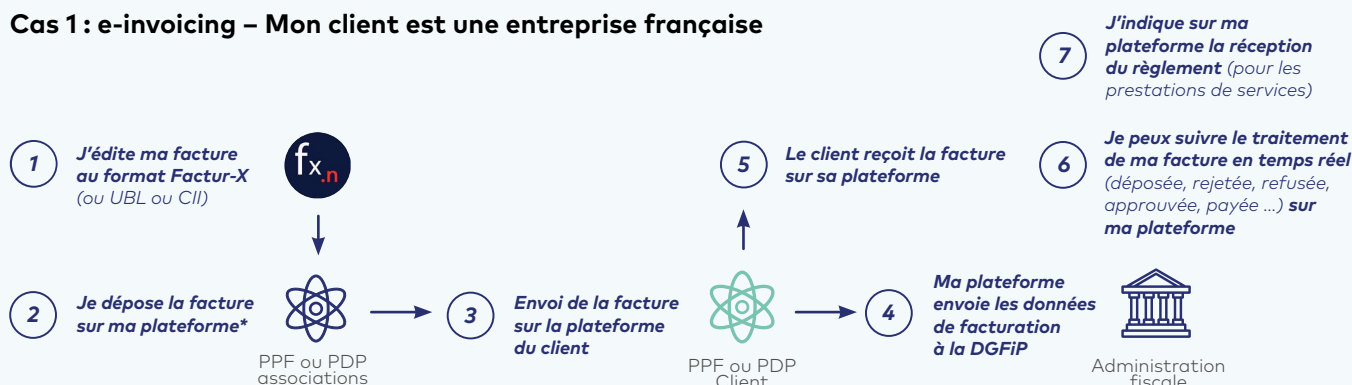 Cas 1 : e-invoicing – Mon client est une entreprise française
1
J'édite ma facture
au format Factur-X
(ou UBL ou CII)
fx.n
2
Je dépose la facture
sur ma plateforme*
PPF ou PDP
associations
3
Envoi de la facture
sur la plateforme
du client
PPF ou PDP
Client
4
Ma plateforme
envoie les données
de facturation
à la DGFiP
Administration
fiscale
5
Le client reçoit la facture
sur sa plateforme
6
Je peux suivre le traitement
de ma facture en temps réel
(déposée, rejetée, refusée,
approuvée, payée ...) sur
ma plateforme
7
J'indique sur ma
plateforme la réception
du règlement (pour les
prestations de services)